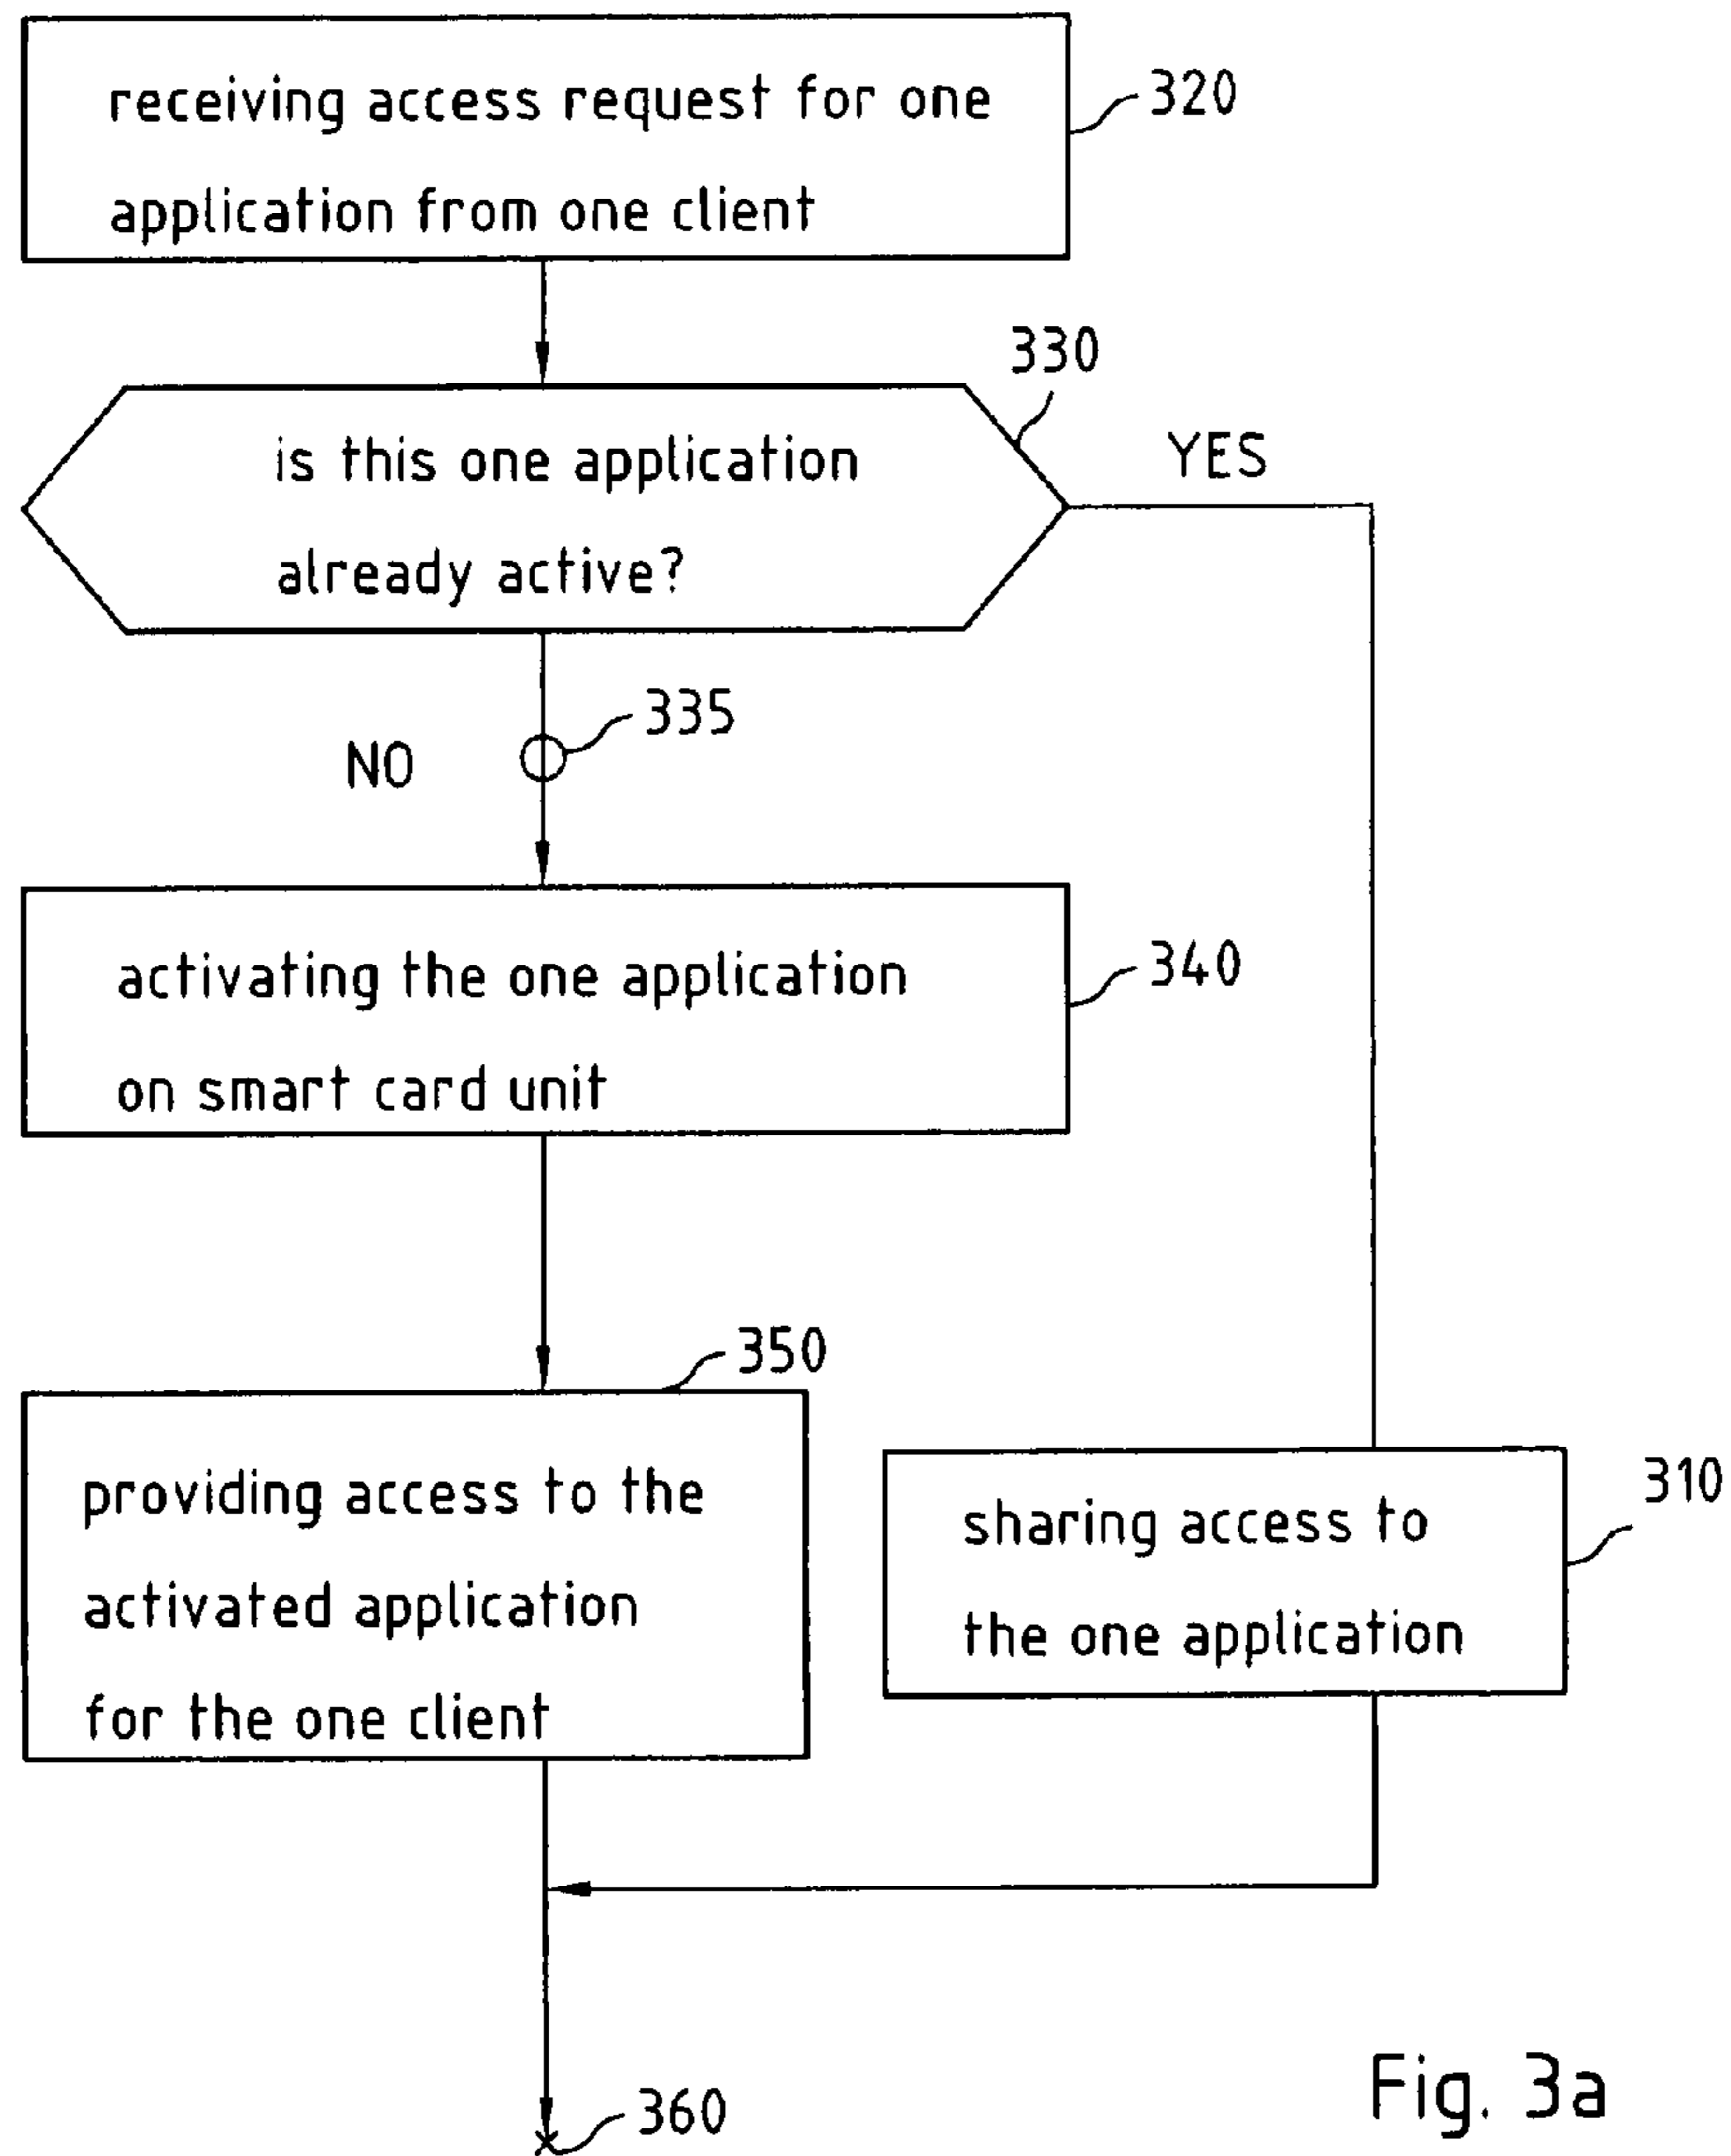 receiving access request for one
application from one client
320
330
is this one application
already active?
YES
335
NO
activating the one application
on smart card unit
340
350
providing access to the
activated application
for the one client
310
sharing access to
the one application
360
Fig. 3a